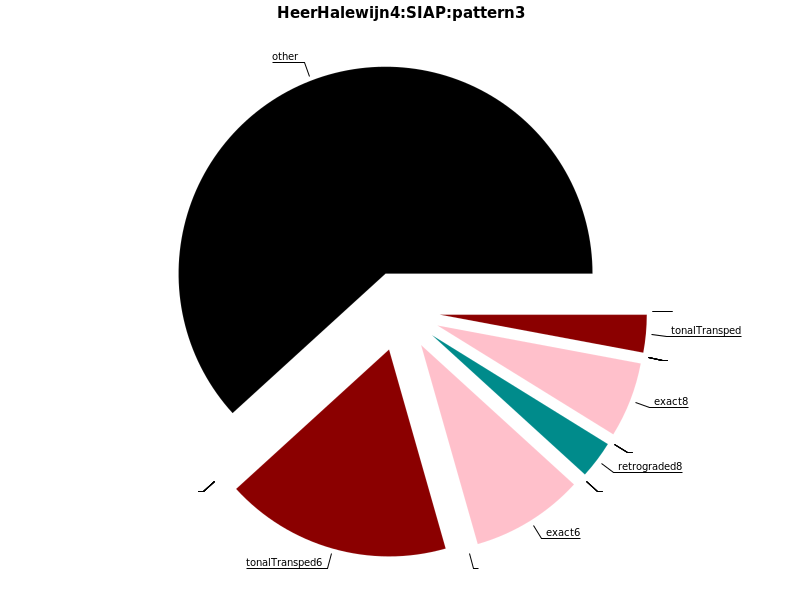 HeerHalewijn4:SIAP:pattern3
other
tonalTransped
exact8
retrograded8
exact6
tonalTransped6